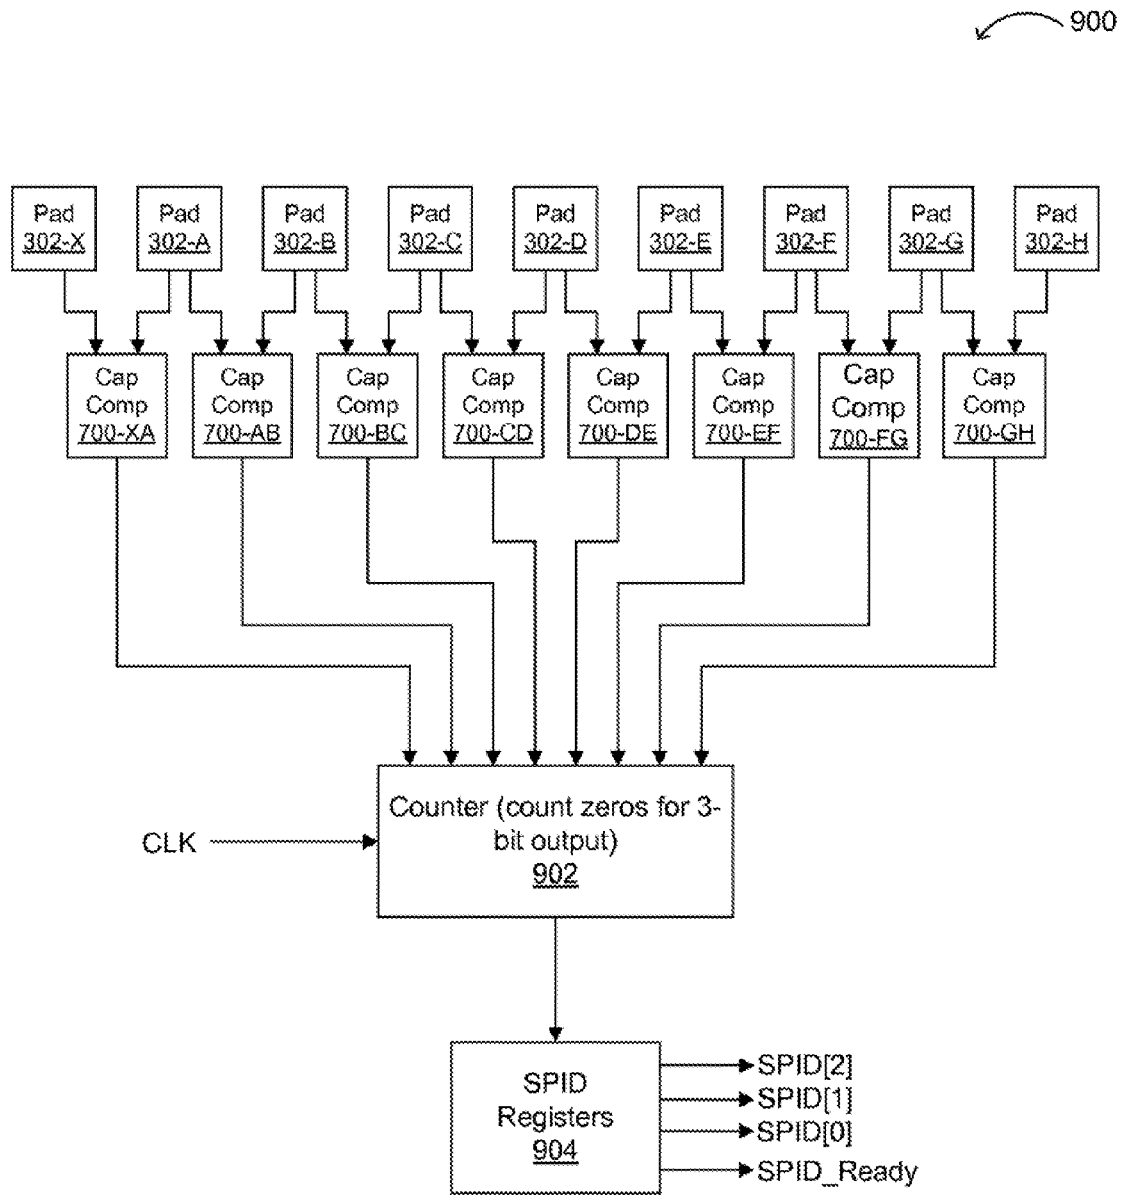 900
Pad
302-X
Pad
302-A
Pad
302-B
Pad
302-C
Pad
302-D
Pad
302-E
Pad
302-F
Pad
302-G
Pad
302-H
Cap
Comp
700-XA
Cap
Comp
700-AB
Cap
Comp
700-BC
Cap
Comp
700-CD
Cap
Comp
700-DE
Cap
Comp
700-EF
Cap
Comp
700-FG
Cap
Comp
700-GH
CLK
Counter (count zeros for 3-
bit output)
902
SPID
Registers
904
SPID[2]
SPID[1]
SPID[0]
SPID_Ready